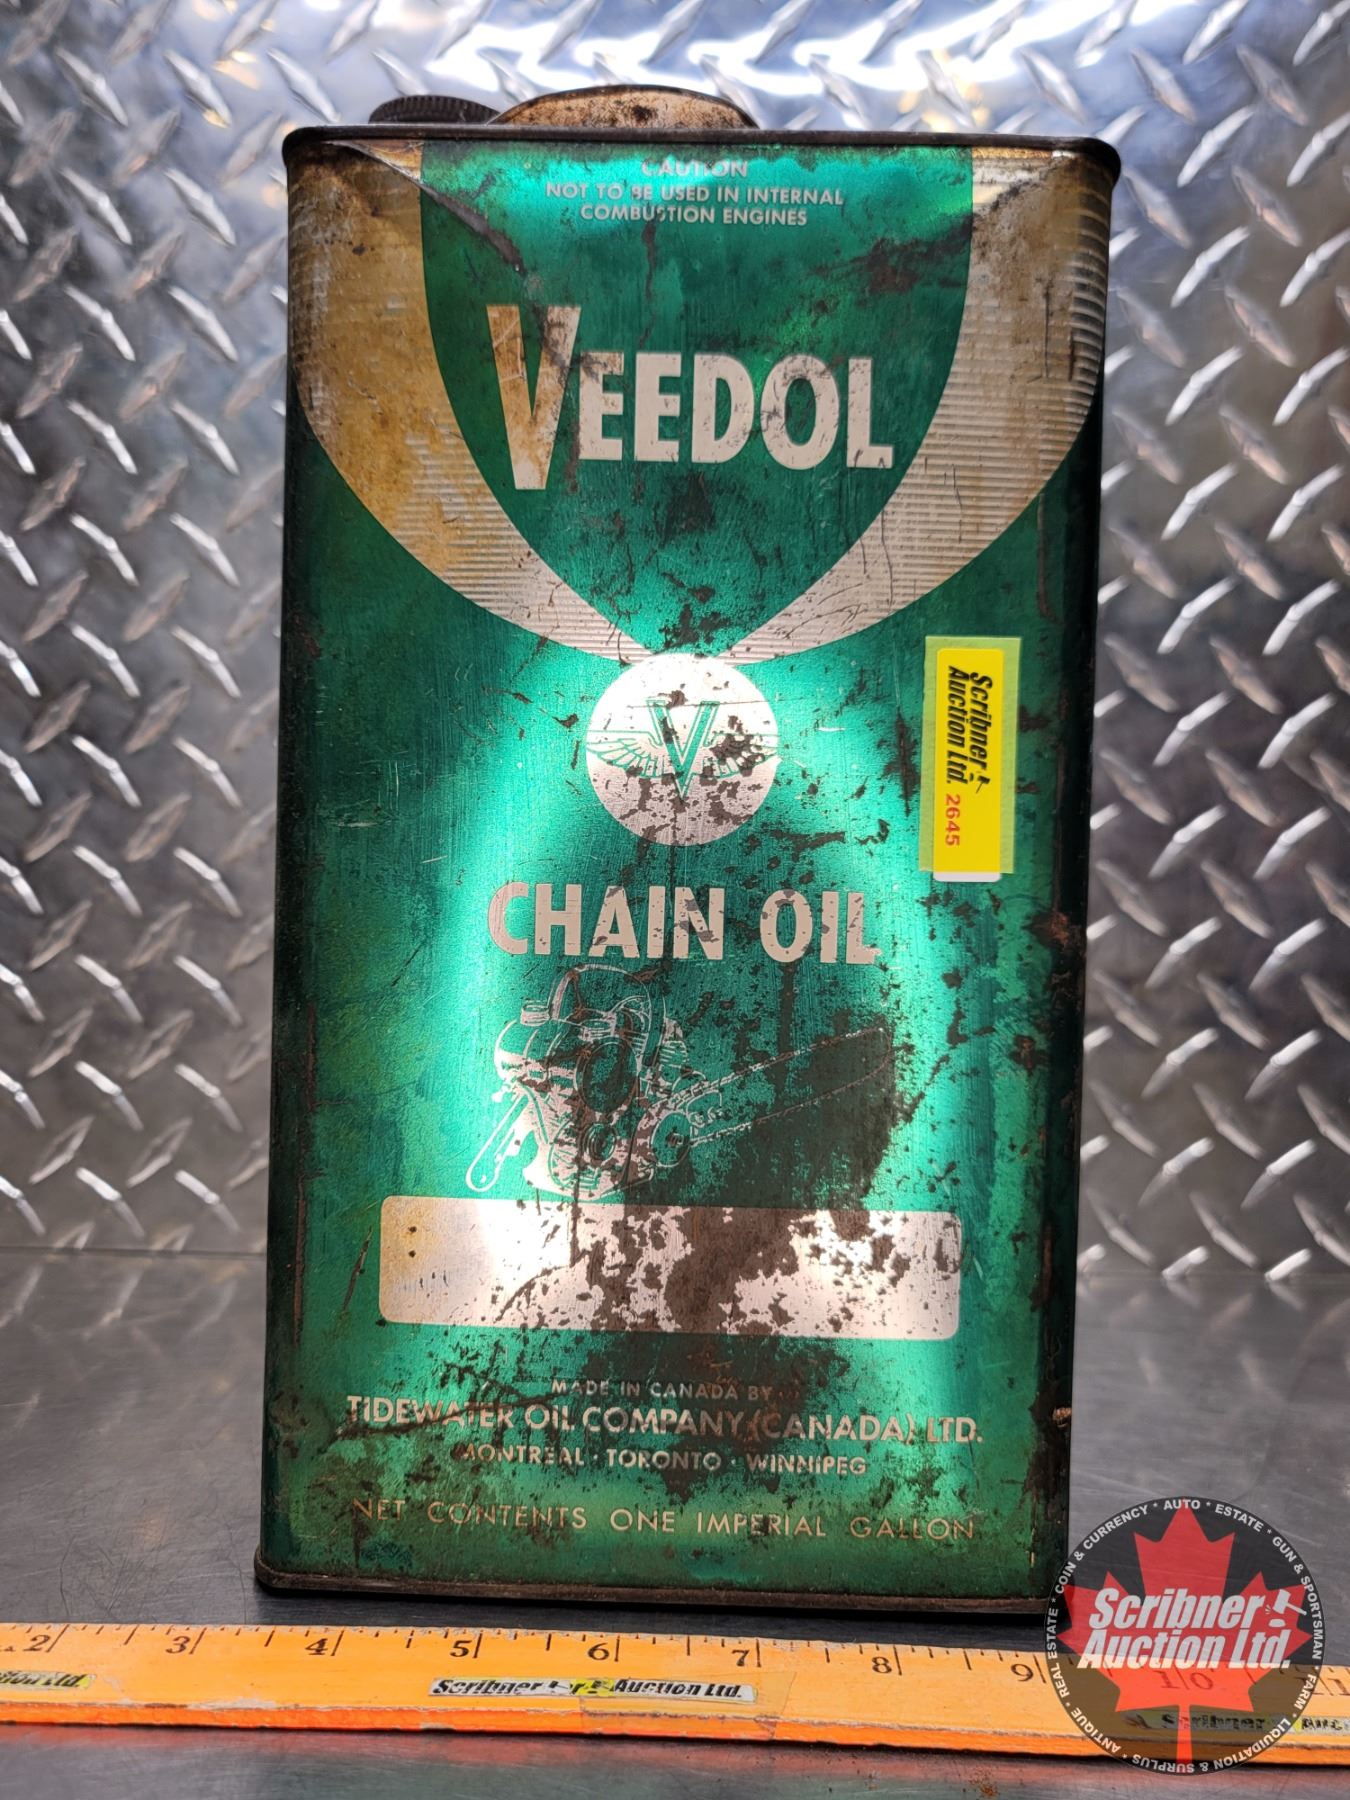 CAUTION
NOT TO BE USED IN INTERNAL
COMBUSTION ENGINES
VEEDOL
V
Scribner
Auction Ltd. 2645
CHAIN OIL
MADE IN CANADA BY
TIDEWATER OIL COMPANY (CANADA) LTD.
MONTREAL · TORONTO · WINNIPEG
NET CONTENTS ONE IMPERIAL GALLON
2 3 4 5 6 7 8 9 10
Scribner Auction Ltd.
COIN & CURRENCY * AUTO * ESTATE * GUN & SPORTSMAN * FARM * LIQUIDATION & SURPLUS * ANTIQUE * REAL ESTATE *
Scribner
Auction Ltd.